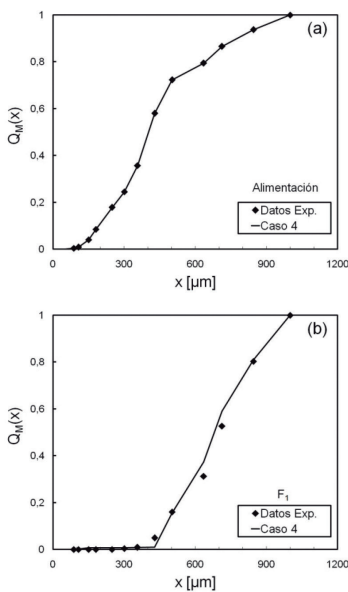 (a)
1
0,8
0,6
0,4
0,2
0
Q_M(x)
Alimentación
Datos Exp.
Caso 4
0 300 600 900 1200
x [µm]
(b)
1
0,8
0,6
0,4
0,2
0
Q_M(x)
F₁
Datos Exp.
Caso 4
0 300 600 900 1200
x [µm]